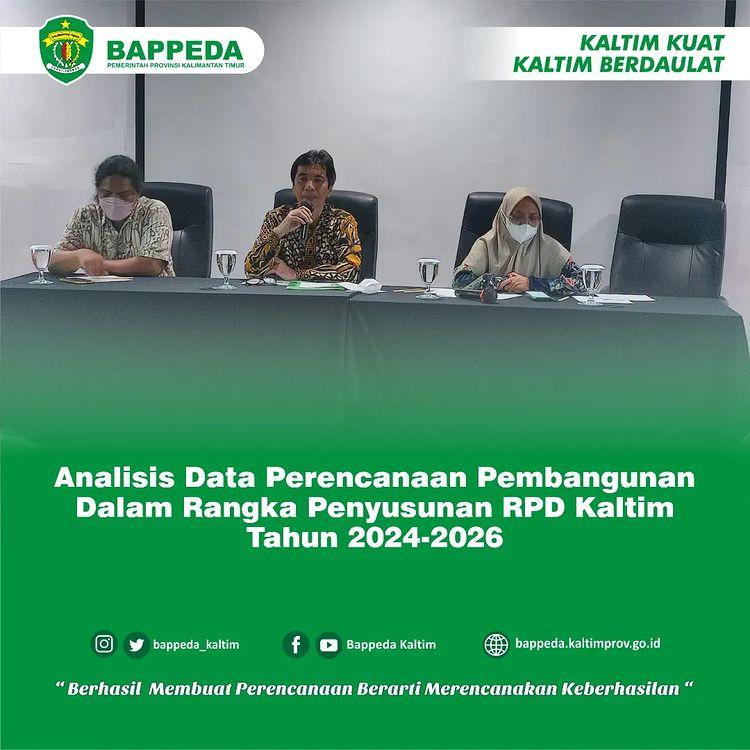 BAPPEDA
PEMERINTAH PROVINSI KALIMANTAN TIMUR
KALTIM KUAT
KALTIM BERDAULAT
Analisis Data Perencanaan Pembangunan
Dalam Rangka Penyusunan RPD Kaltim
Tahun 2024-2026
bappeda_kaltim
Bappeda Kaltim
bappeda.kaltimprov.go.id
“ Berhasil Membuat Perencanaan Berarti Merencanakan Keberhasilan “